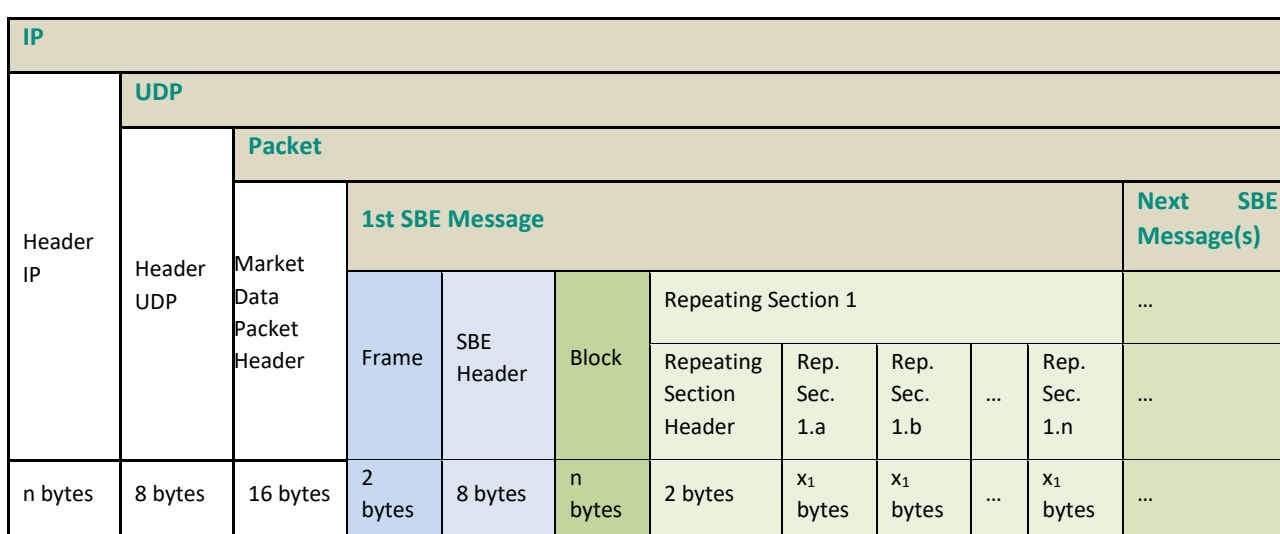 IP
UDP
Packet
1st SBE Message
Next SBE
Message(s)
Header
IP
Header
UDP
Market
Data
Packet
Header
Frame
SBE
Header
Block
Repeating Section 1
…
Repeating
Section
Header
Rep.
Sec.
1.a
Rep.
Sec.
1.b
…
Rep.
Sec.
1.n
…
n bytes
8 bytes
16 bytes
2
bytes
8 bytes
n
bytes
2 bytes
x₁
bytes
x₁
bytes
…
x₁
bytes
…